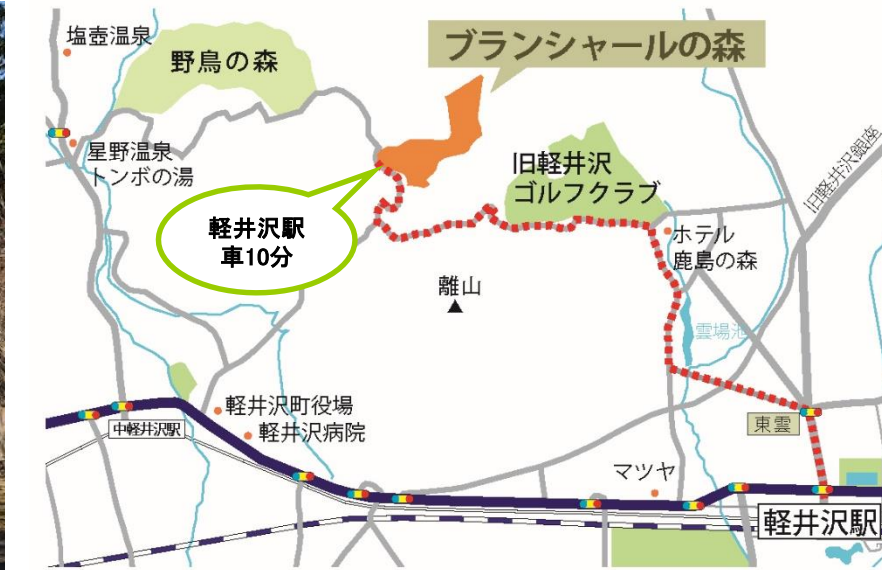 塩壺温泉
野鳥の森
ブランシャールの森
星野温泉
トンボの湯
旧軽井沢
ゴルフクラブ
旧軽井沢銀座
軽井沢駅
車10分
ホテル
鹿島の森
離山
雲場池
軽井沢町役場
軽井沢病院
中軽井沢駅
東雲
マツヤ
軽井沢駅